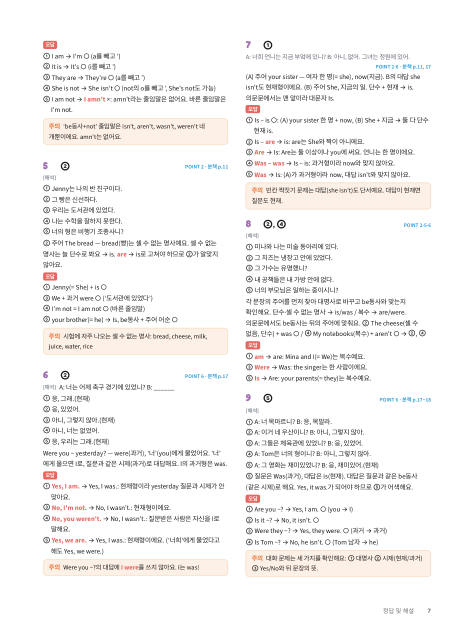 오답
① I am → I'm ○ (a를 빼고 ')
② It is → It's ○ (i를 빼고 ')
③ They are → They're ○ (a를 빼고 ')
④ She is not → She isn't ○ (not의 o를 빼고 ', She's not도 가능)
⑤ I am not → I amn't ×: amn't라는 줄임말은 없어요. 바른 줄임말은
I'm not.
주의 'be동사+not' 줄임말은 isn't, aren't, wasn't, weren't 네
개뿐이에요. amn't는 없어요.
5 ② POINT 2 · 본책 p.11
[해석]
① Jenny는 나의 반 친구이다.
② 그 빵은 신선하다.
③ 우리는 도서관에 있었다.
④ 나는 수학을 잘하지 못한다.
⑤ 너의 형은 비행기 조종사니?
② 주어 The bread — bread(빵)는 셀 수 없는 명사예요. 셀 수 없는
명사는 늘 단수로 봐요 → is. are → is로 고쳐야 하므로 ②가 알맞지
않아요.
오답
① Jenny(= She) + is ○
③ We + 과거 were ○ ('도서관에 있었다')
④ I'm not = I am not ○ (바른 줄임말)
⑤ your brother(= he) → Is, be동사 + 주어 어순 ○
주의 시험에 자주 나오는 셀 수 없는 명사: bread, cheese, milk,
juice, water, rice
6 ② POINT 6 · 본책 p.17
[해석] A: 너는 어제 축구 경기에 있었니? B: ______
① 응, 그래.(현재)
② 응, 있었어.
③ 아니, 그렇지 않아.(현재)
④ 아니, 너는 없었어.
⑤ 응, 우리는 그래.(현재)
Were you ~ yesterday? — were(과거), '너'(you)에게 물었어요. '너'
에게 물으면 I로, 질문과 같은 시제(과거)로 대답해요. I의 과거형은 was.
오답
① Yes, I am. → Yes, I was.: 현재형이라 yesterday 질문과 시제가 안
맞아요.
③ No, I'm not. → No, I wasn't.: 현재형이에요.
④ No, you weren't. → No, I wasn't.: 질문받은 사람은 자신을 I로
말해요.
⑤ Yes, we are. → Yes, I was.: 현재형이에요. ('너희'에게 물었다고
해도 Yes, we were.)
주의 Were you ~?의 대답에 I were를 쓰지 않아요. I는 was!
7 ①
A: 너희 언니는 지금 부엌에 있니? B: 아니, 없어. 그녀는 정원에 있어.
POINT 2·6 · 본책 p.11, 17
(A) 주어 your sister — 여자 한 명(= she), now(지금). B의 대답 she
isn't도 현재형이에요. (B) 주어 She, 지금의 일. 단수 + 현재 → is.
의문문에서는 맨 앞이라 대문자 Is.
오답
① Is – is ○: (A) your sister 한 명 + now, (B) She + 지금 → 둘 다 단수
현재 is.
② Is – are → is: are는 She와 짝이 아니에요.
③ Are → Is: Are는 둘 이상이나 you에 써요. 언니는 한 명이에요.
④ Was – was → Is – is: 과거형이라 now와 맞지 않아요.
⑤ Was → Is: (A)가 과거형이라 now, 대답 isn't와 맞지 않아요.
주의 빈칸 짝짓기 문제는 대답(she isn't)도 단서예요. 대답이 현재면
질문도 현재.
8 ②, ④ POINT 2·5·6
[해석]
① 미나와 나는 미술 동아리에 있다.
② 그 치즈는 냉장고 안에 있었다.
③ 그 가수는 유명했니?
④ 내 공책들은 내 가방 안에 없다.
⑤ 너의 부모님은 일하는 중이시니?
각 문장의 주어를 먼저 찾아 대명사로 바꾸고 be동사와 맞는지
확인해요. 단수·셀 수 없는 명사 → is/was / 복수 → are/were.
의문문에서도 be동사는 뒤의 주어에 맞춰요. ② The cheese(셀 수
없음, 단수) + was ○ / ④ My notebooks(복수) + aren't ○ → ②, ④
오답
① am → are: Mina and I(= We)는 복수예요.
③ Were → Was: the singer는 한 사람이에요.
⑤ Is → Are: your parents(= they)는 복수예요.
9 ⑤ POINT 6 · 본책 p.17~18
[해석]
① A: 너 목마르니? B: 응, 목말라.
② A: 이거 네 우산이니? B: 아니, 그렇지 않아.
③ A: 그들은 체육관에 있었니? B: 응, 있었어.
④ A: Tom은 너의 형이니? B: 아니, 그렇지 않아.
⑤ A: 그 영화는 재미있었니? B: 응, 재미있어.(현재)
⑤ 질문은 Was(과거), 대답은 is(현재). 대답은 질문과 같은 be동사
(같은 시제)로 해요. Yes, it was.가 되어야 하므로 ⑤가 어색해요.
오답
① Are you ~? → Yes, I am. ○ (you → I)
② Is it ~? → No, it isn't. ○
③ Were they ~? → Yes, they were. ○ (과거 → 과거)
④ Is Tom ~? → No, he isn't. ○ (Tom 남자 → he)
주의 대화 문제는 세 가지를 확인해요: ① 대명사 ② 시제(현재/과거)
③ Yes/No와 뒤 문장의 뜻.
정답 및 해설 7